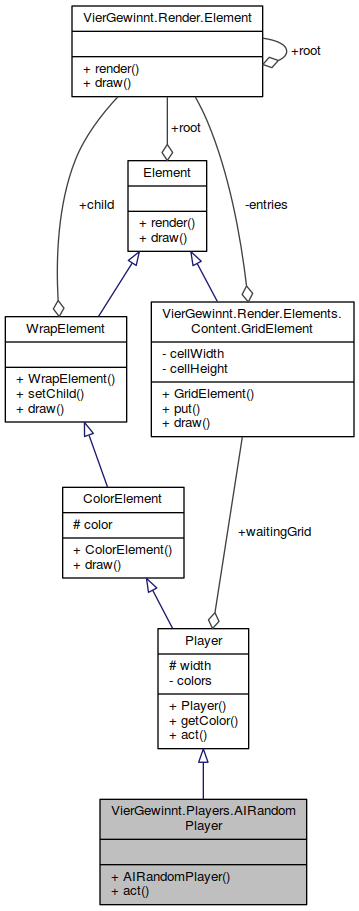 VierGewinnt.Render.Element
+ render()
+ draw()
+root
+root
Element
+ render()
+ draw()
+child
-entries
WrapElement
+ WrapElement()
+ setChild()
+ draw()
VierGewinnt.Render.Elements.
Content.GridElement
- cellWidth
- cellHeight
+ GridElement()
+ put()
+ draw()
ColorElement
# color
+ ColorElement()
+ draw()
+waitingGrid
Player
# width
- colors
+ Player()
+ getColor()
+ act()
VierGewinnt.Players.AIRandom
Player
+ AIRandomPlayer()
+ act()